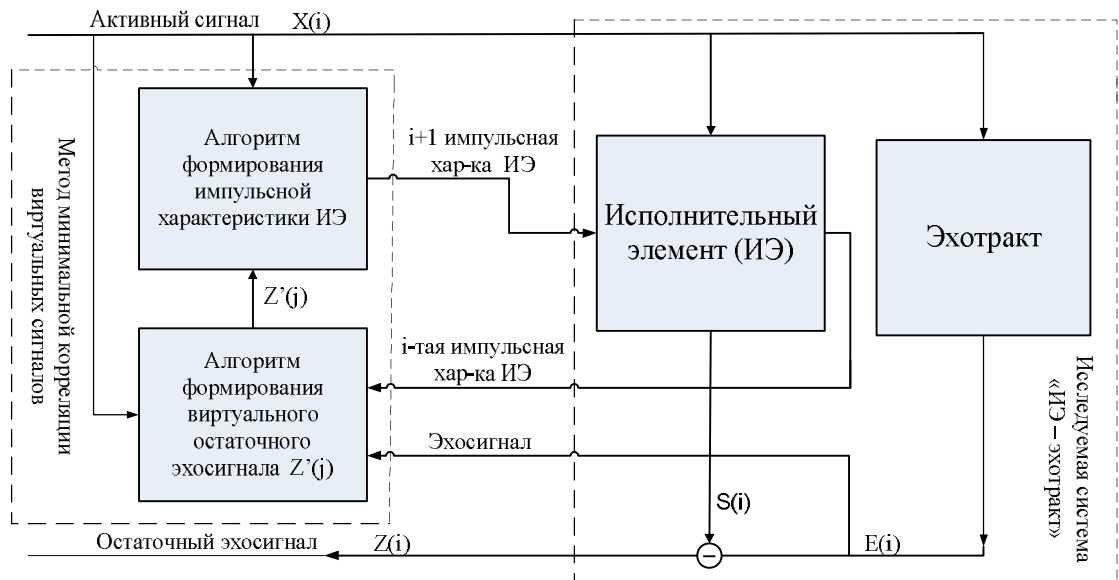 Активный сигнал
X(i)
Метод минимальной корреляции
виртуальных сигналов
Алгоритм
формирования
импульсной
характеристики ИЭ
i+1 импульсная
хар-ка ИЭ
Исполнительный
элемент (ИЭ)
Эхотракт
Z’(j)
Алгоритм
формирования
виртуального
остаточного
эхосигнала Z’(j)
i-тая импульсная
хар-ка ИЭ
Эхосигнал
S(i)
Исследуемая система
«ИЭ – эхотракт»
Остаточный эхосигнал
Z(i)
−
E(i)